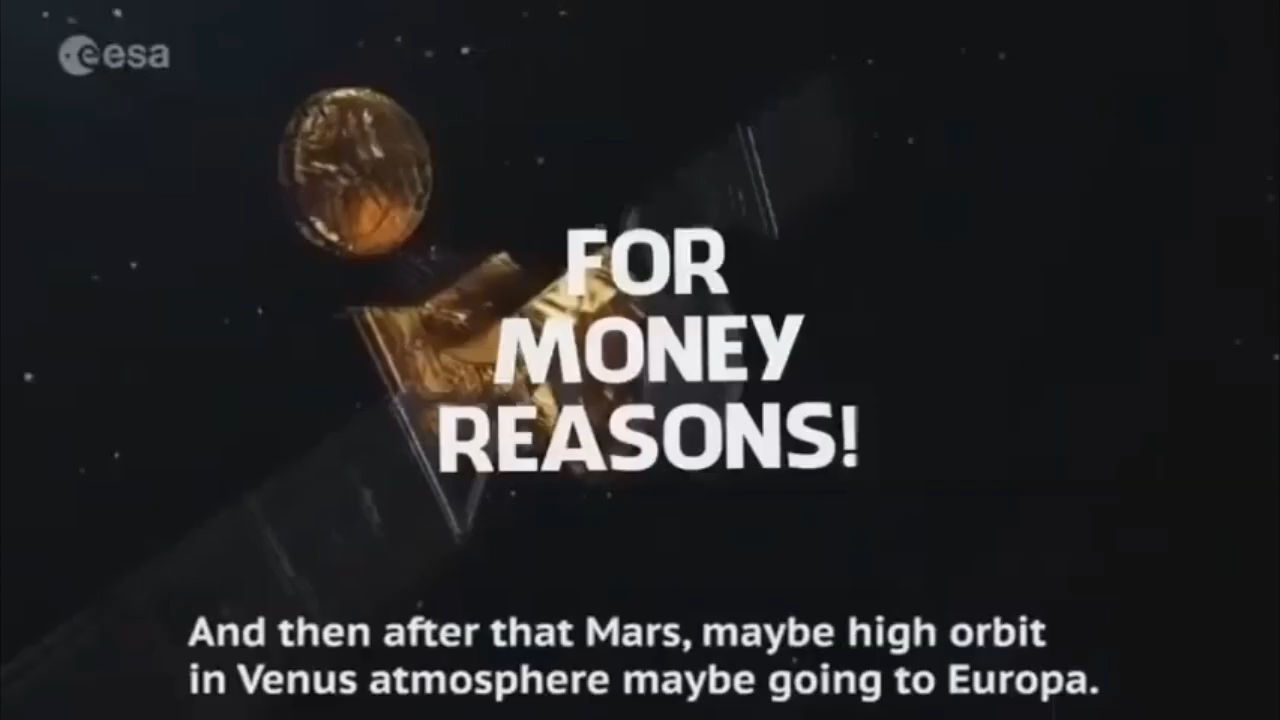 esa
FOR
MONEY
REASONS!
And then after that Mars, maybe high orbit
in Venus atmosphere maybe going to Europa.